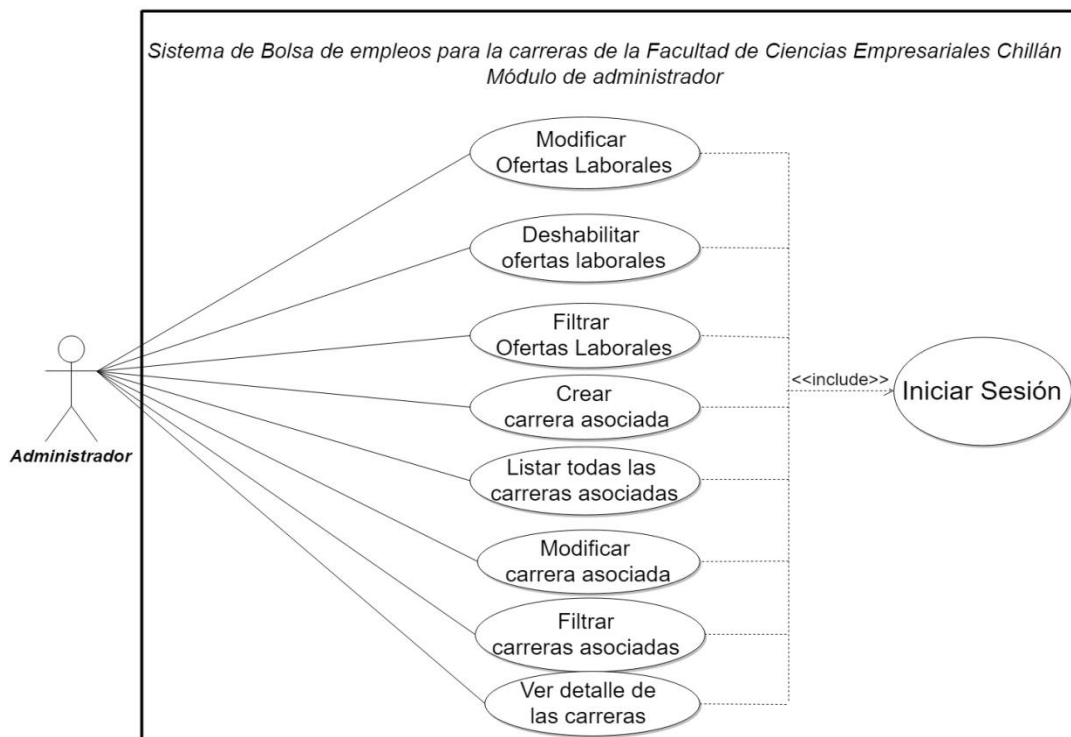 Sistema de Bolsa de empleos para la carreras de la Facultad de Ciencias Empresariales Chillán
Módulo de administrador
Modificar
Ofertas Laborales
Deshabilitar
ofertas laborales
Filtrar
Ofertas Laborales
Crear
carrera asociada
Listar todas las
carreras asociadas
Modificar
carrera asociada
Filtrar
carreras asociadas
Ver detalle de
las carreras
Administrador
<<include>>
Iniciar Sesión